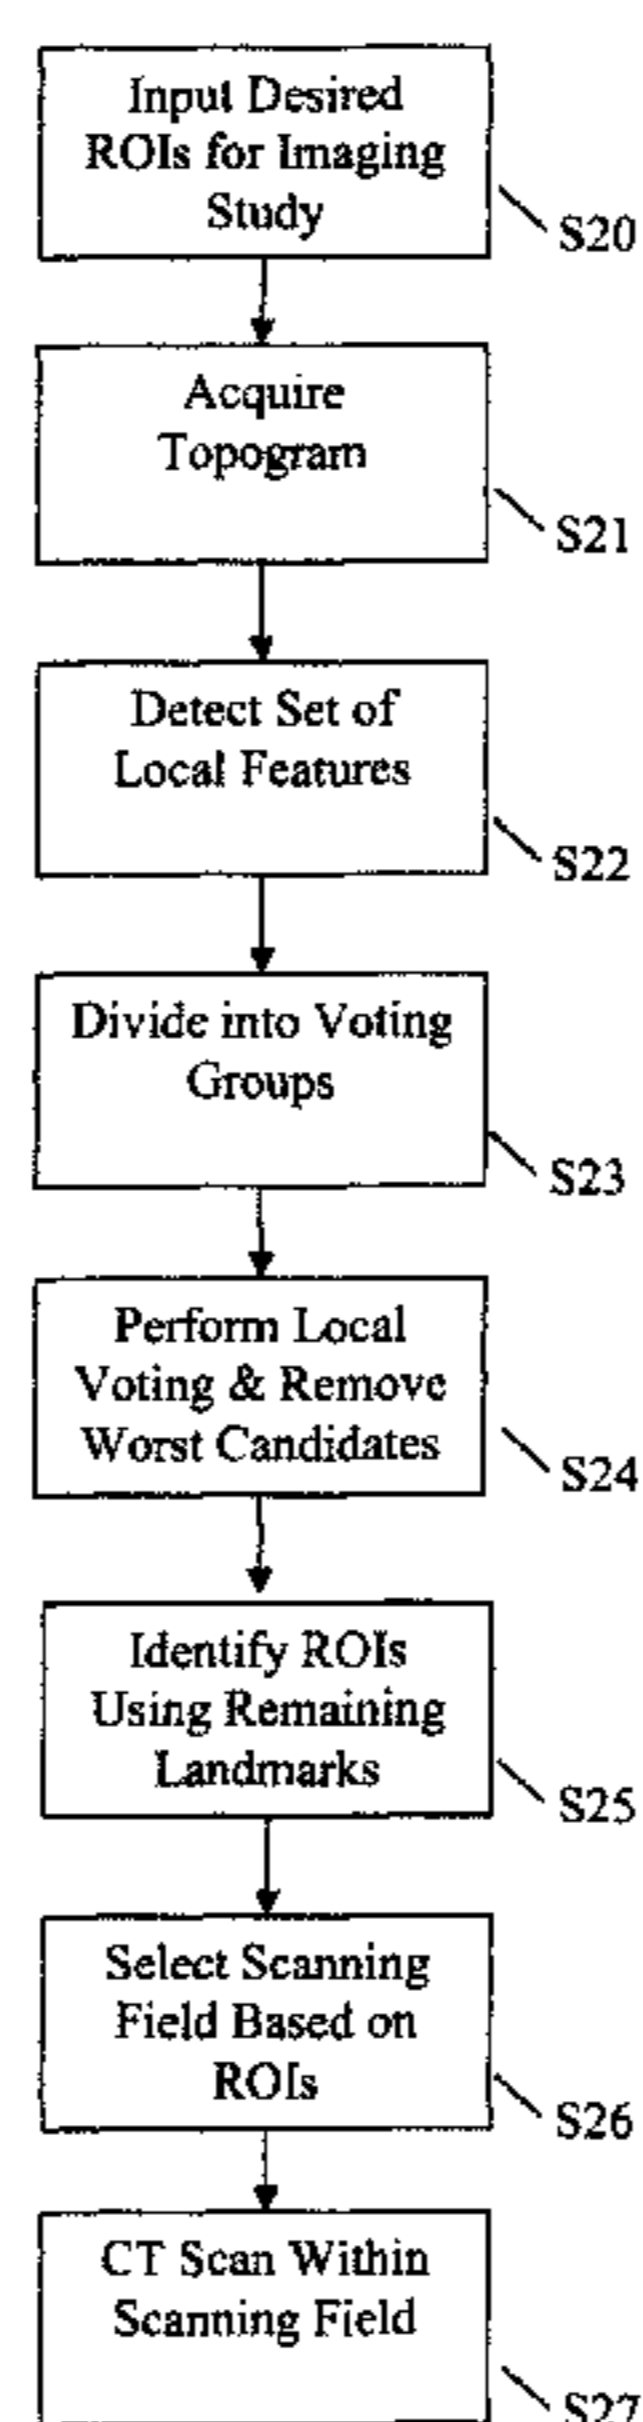 Input Desired
ROIs for Imaging
Study
S20
Acquire
Topogram
S21
Detect Set of
Local Features
S22
Divide into Voting
Groups
S23
Perform Local
Voting & Remove
Worst Candidates
S24
Identify ROIs
Using Remaining
Landmarks
S25
Select Scanning
Field Based on
ROIs
S26
CT Scan Within
Scanning Field
S27